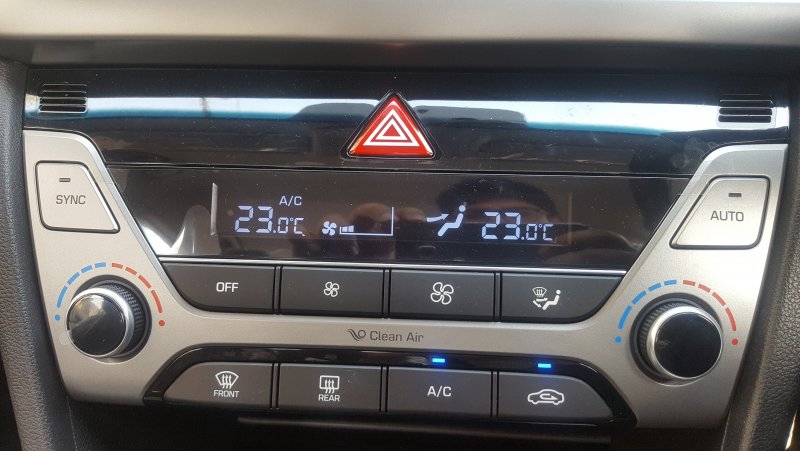 SYNC
AUTO
A/C
23.0°C
23.0°C
OFF
Clean Air
FRONT
REAR
A/C